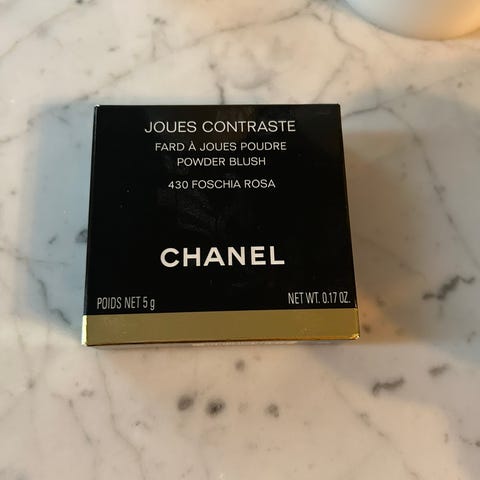 JOUES CONTRASTE
FARD À JOUES POUDRE
POWDER BLUSH
430 FOSCHIA ROSA
CHANEL
POIDS NET 5 g NET WT. 0.17 OZ.